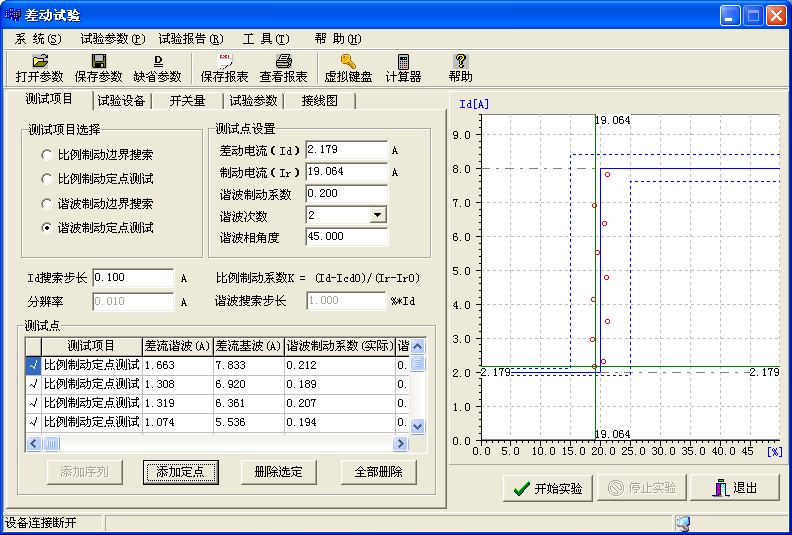 差动试验
系 统(S) 试验参数(P) 试验报告(R) 工 具(T) 帮 助(H)
打开参数 保存参数 D 缺省参数 保存报表 查看报表 虚拟键盘 计算器 帮助
测试项目 试验设备 开关量 试验参数 接线图
测试项目选择
比例制动边界搜索
比例制动定点测试
谐波制动边界搜索
谐波制动定点测试
测试点设置
差动电流(Id) 2.179 A
制动电流(Ir) 19.064 A
谐波制动系数 0.200
谐波次数 2
谐波相角度 45.000
Id搜索步长 0.100 A 比例制动系数K = (Id-Icd0)/(Ir-Ir0)
分辨率 0.010 A 谐波搜索步长 1.000 %*Id
测试点
测试项目 差流谐波(A) 差流基波(A) 谐波制动系数(实际) 谐
√ 比例制动定点测试 1.663 7.833 0.212 0.
√ 比例制动定点测试 1.308 6.920 0.189 0.
√ 比例制动定点测试 1.319 6.361 0.207 0.
√ 比例制动定点测试 1.074 5.536 0.194 0.
添加序列 添加定点 删除选定 全部删除
Id[A]
19.064
9.0
8.0
7.0
6.0
5.0
4.0
3.0
2.0
2.179 2.179
1.0
19.064
0.0
0.0 5.0 10.0 15.0 20.0 25.0 30.0 35.0 40.0 45 [%]
开始实验 停止实验 退出
设备连接断开